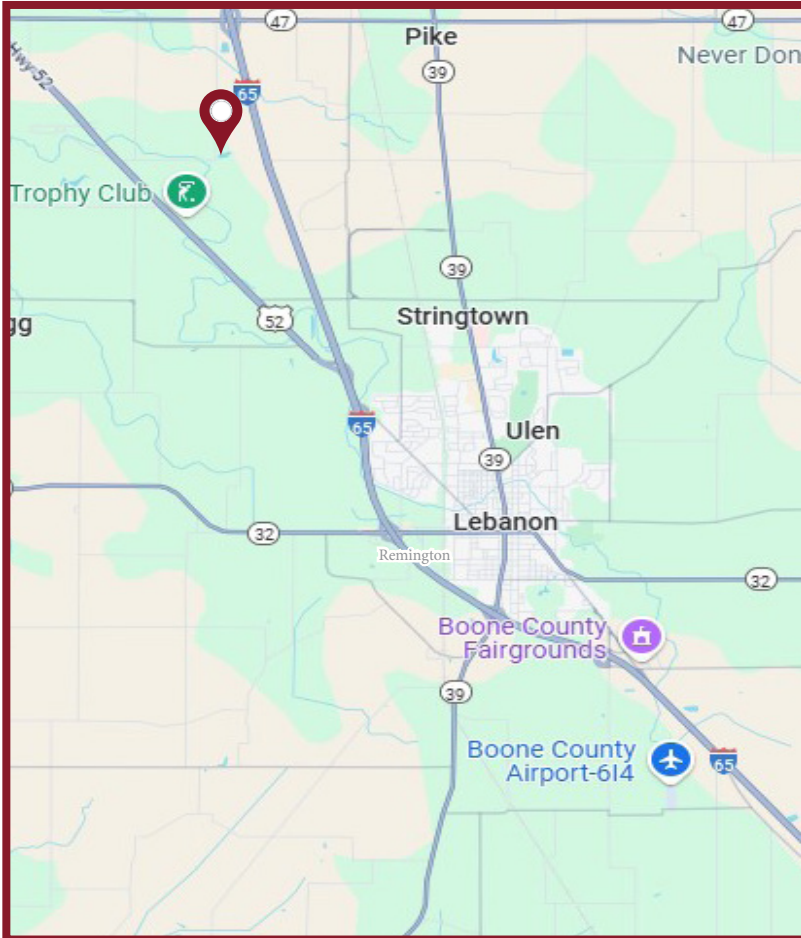 47
47
Pike
Never Don
Hwy 52
39
65
Trophy Club
39
52
Stringtown
gg
65
Ulen
39
Lebanon
32
Remington
32
Boone County
Fairgrounds
39
Boone County
Airport-6I4
65